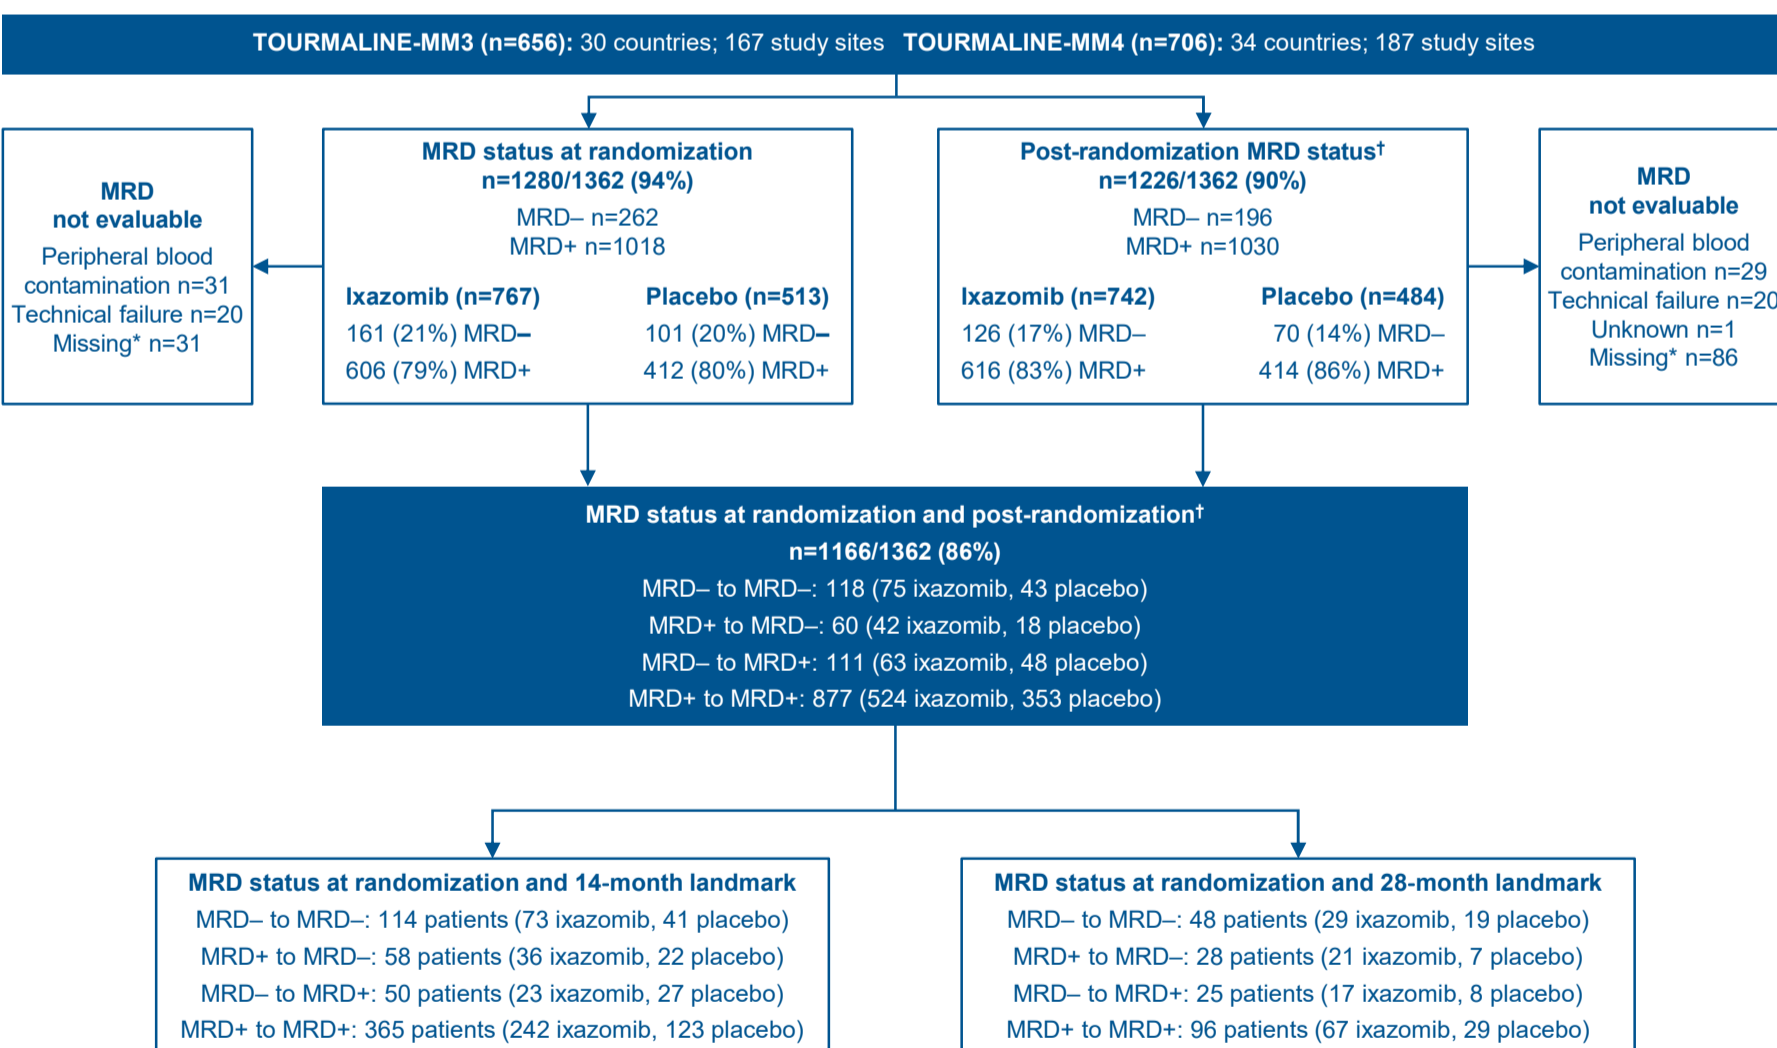 TOURMALINE-MM3 (n=656): 30 countries; 167 study sites TOURMALINE-MM4 (n=706): 34 countries; 187 study sites
MRD
not evaluable
Peripheral blood
contamination n=31
Technical failure n=20
Missing* n=31
MRD status at randomization
n=1280/1362 (94%)
MRD– n=262
MRD+ n=1018
Ixazomib (n=767) Placebo (n=513)
161 (21%) MRD– 101 (20%) MRD–
606 (79%) MRD+ 412 (80%) MRD+
Post-randomization MRD status†
n=1226/1362 (90%)
MRD– n=196
MRD+ n=1030
Ixazomib (n=742) Placebo (n=484)
126 (17%) MRD– 70 (14%) MRD–
616 (83%) MRD+ 414 (86%) MRD+
MRD
not evaluable
Peripheral blood
contamination n=29
Technical failure n=20
Unknown n=1
Missing* n=86
MRD status at randomization and post-randomization†
n=1166/1362 (86%)
MRD– to MRD–: 118 (75 ixazomib, 43 placebo)
MRD+ to MRD–: 60 (42 ixazomib, 18 placebo)
MRD– to MRD+: 111 (63 ixazomib, 48 placebo)
MRD+ to MRD+: 877 (524 ixazomib, 353 placebo)
MRD status at randomization and 14-month landmark
MRD– to MRD–: 114 patients (73 ixazomib, 41 placebo)
MRD+ to MRD–: 58 patients (36 ixazomib, 22 placebo)
MRD– to MRD+: 50 patients (23 ixazomib, 27 placebo)
MRD+ to MRD+: 365 patients (242 ixazomib, 123 placebo)
MRD status at randomization and 28-month landmark
MRD– to MRD–: 48 patients (29 ixazomib, 19 placebo)
MRD+ to MRD–: 28 patients (21 ixazomib, 7 placebo)
MRD– to MRD+: 25 patients (17 ixazomib, 8 placebo)
MRD+ to MRD+: 96 patients (67 ixazomib, 29 placebo)